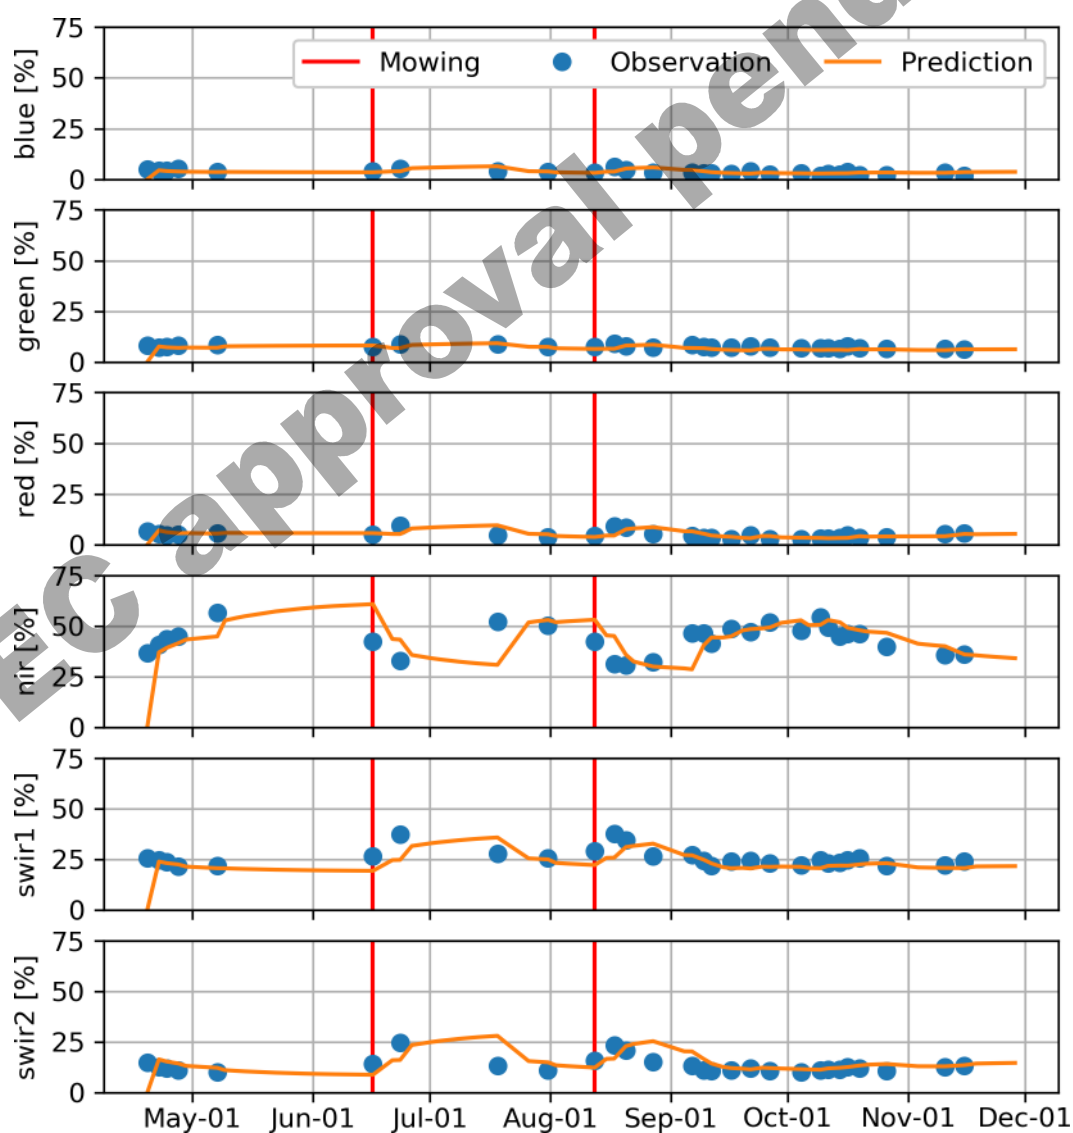 EC approval pend
75
50
25
0
blue [%]
Mowing
Observation
Prediction
75
50
25
0
green [%]
75
50
25
0
red [%]
75
50
25
0
nir [%]
75
50
25
0
swir1 [%]
75
50
25
0
swir2 [%]
May-01 Jun-01 Jul-01 Aug-01 Sep-01 Oct-01 Nov-01 Dec-01